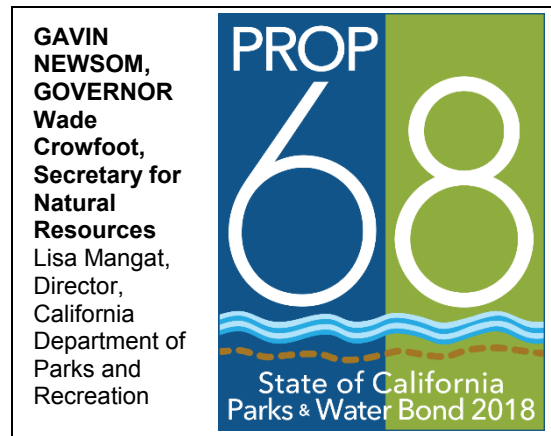 GAVIN
NEWSOM,
GOVERNOR
Wade
Crowfoot,
Secretary for
Natural
Resources
Lisa Mangat,
Director,
California
Department of
Parks and
Recreation
PROP
68
State of California
Parks & Water Bond 2018